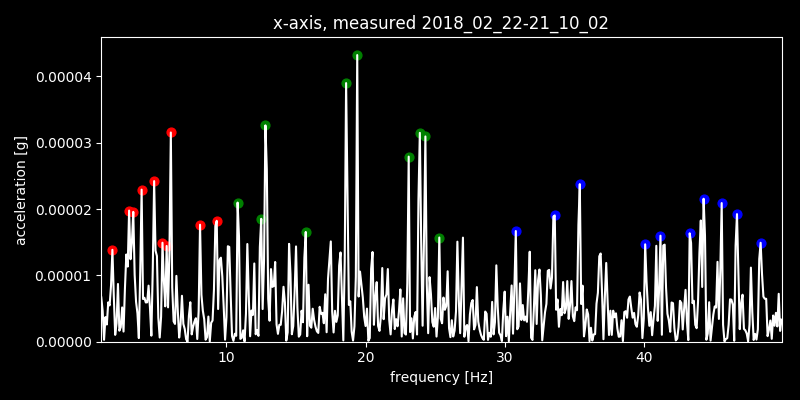 x-axis, measured 2018_02_22-21_10_02
0.00004
0.00003
0.00002
0.00001
0.00000
acceleration [g]
10 20 30 40
frequency [Hz]